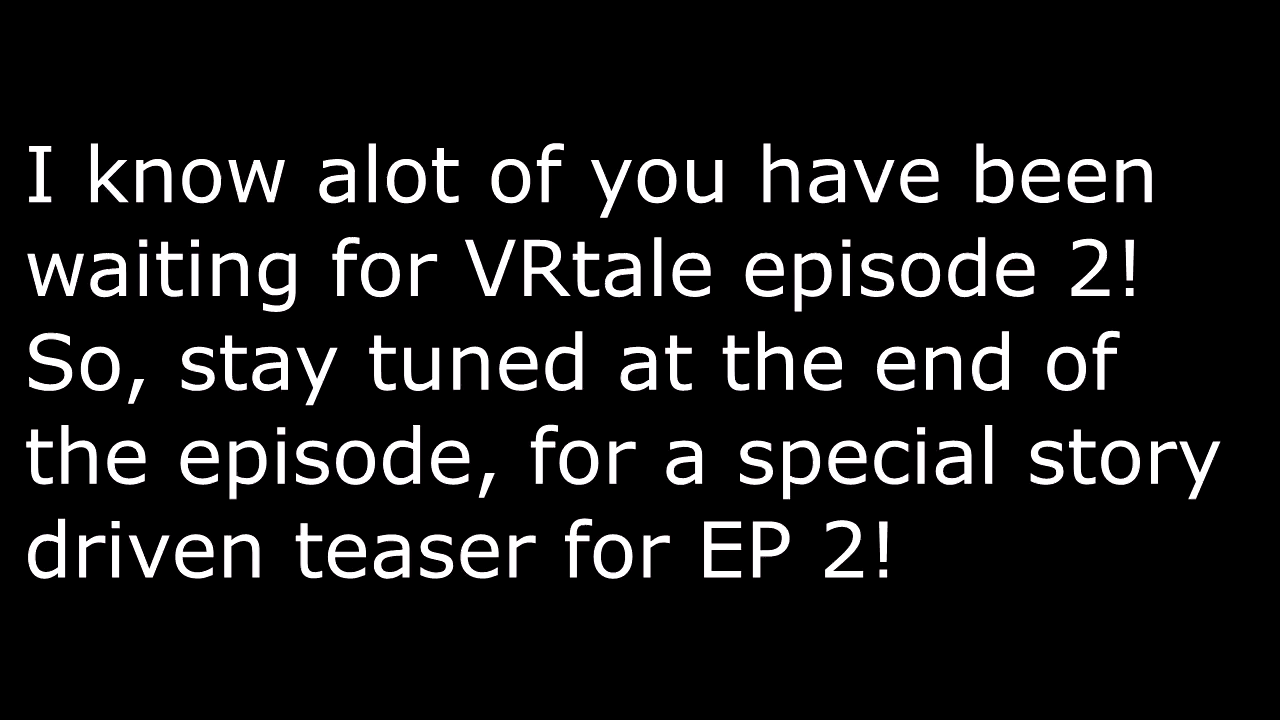 I know alot of you have been
waiting for VRtale episode 2!
So, stay tuned at the end of
the episode, for a special story
driven teaser for EP 2!